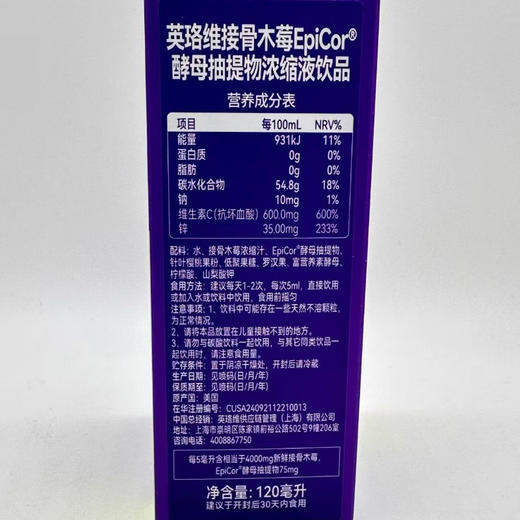 英珞维接骨木莓EpiCor®
酵母抽提物浓缩液饮品
营养成分表
项目 每100mL NRV%
能量 931kJ 11%
蛋白质 0g 0%
脂肪 0g 0%
碳水化合物 54.8g 18%
钠 10mg 1%
维生素C(抗坏血酸) 600.0mg 600%
锌 35.00mg 233%
配料：水、接骨木莓浓缩汁、EpiCor®酵母抽提物、
针叶樱桃果粉、低聚果糖、罗汉果、富营养素酵母、
柠檬酸、山梨酸钾
食用方法：建议每天1-2次，每次5ml，直接饮用
或加入水或饮料中饮用，食用前摇匀
注意事项：1、饮料中可能存在一些天然不溶颗粒，
为正常情况。
2、请将本品放置在儿童接触不到的地方。
3、请勿与碳酸饮料一起饮用，与其它同类饮品一
起饮用时，请注意食用量。
贮存条件：置于阴凉干燥处，开封后请冷藏
生产日期：见喷码(日/月/年)
保质期至：见喷码(日/月/年)
原产国：美国
在华注册编号：CUSA24092112210013
中国总经销：英珞维供应链管理（上海）有限公司
地址：上海市崇明区陈家镇前裕公路502号9幢206室
咨询电话：4008867750
每5毫升含相当于4000mg新鲜接骨木莓，
EpiCor®酵母抽提物75mg
净含量：120毫升
建议于开封后30天内食用